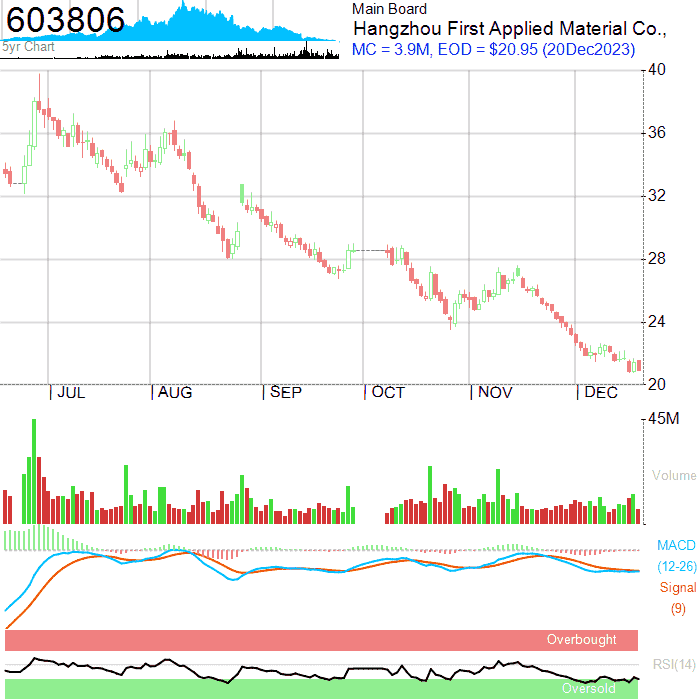 603806
5yr Chart
Main Board
Hangzhou First Applied Material Co.,
MC = 3.9M, EOD = $20.95 (20Dec2023)
40
36
32
28
24
20
JUL AUG SEP OCT NOV DEC
45M
Volume
MACD
(12-26)
Signal
(9)
Overbought
RSI(14)
Oversold